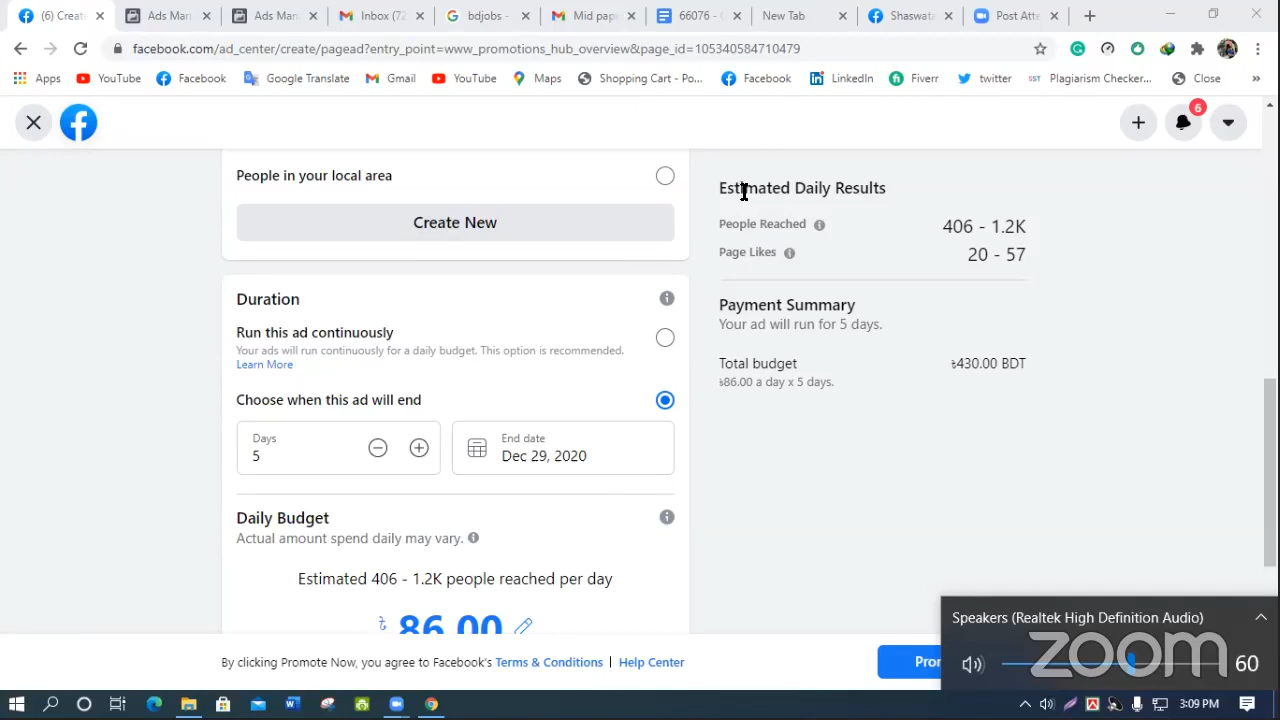 (6) Create
Ads Man
Ads Man
Inbox (7
bdjobs -
Mid pape
66076 - C
New Tab
Shaswata
Post Atte
facebook.com/ad_center/create/pagead?entry_point=www_promotions_hub_overview&page_id=105340584710479
Apps
YouTube
Facebook
Google Translate
Gmail
YouTube
Maps
Shopping Cart - Po...
Facebook
LinkedIn
Fiverr
twitter
SST
Plagiarism Checker...
Close
»
6
People in your local area
Create New
Duration
Run this ad continuously
Your ads will run continuously for a daily budget. This option is recommended.
Learn More
Choose when this ad will end
Days
5
End date
Dec 29, 2020
Daily Budget
Actual amount spend daily may vary.
Estimated 406 - 1.2K people reached per day
৳ 86.00
Estimated Daily Results
People Reached
406 - 1.2K
Page Likes
20 - 57
Payment Summary
Your ad will run for 5 days.
Total budget
৳430.00 BDT
৳86.00 a day x 5 days.
By clicking Promote Now, you agree to Facebook's Terms & Conditions | Help Center
Pron
Speakers (Realtek High Definition Audio)
zoom
60
3:09 PM